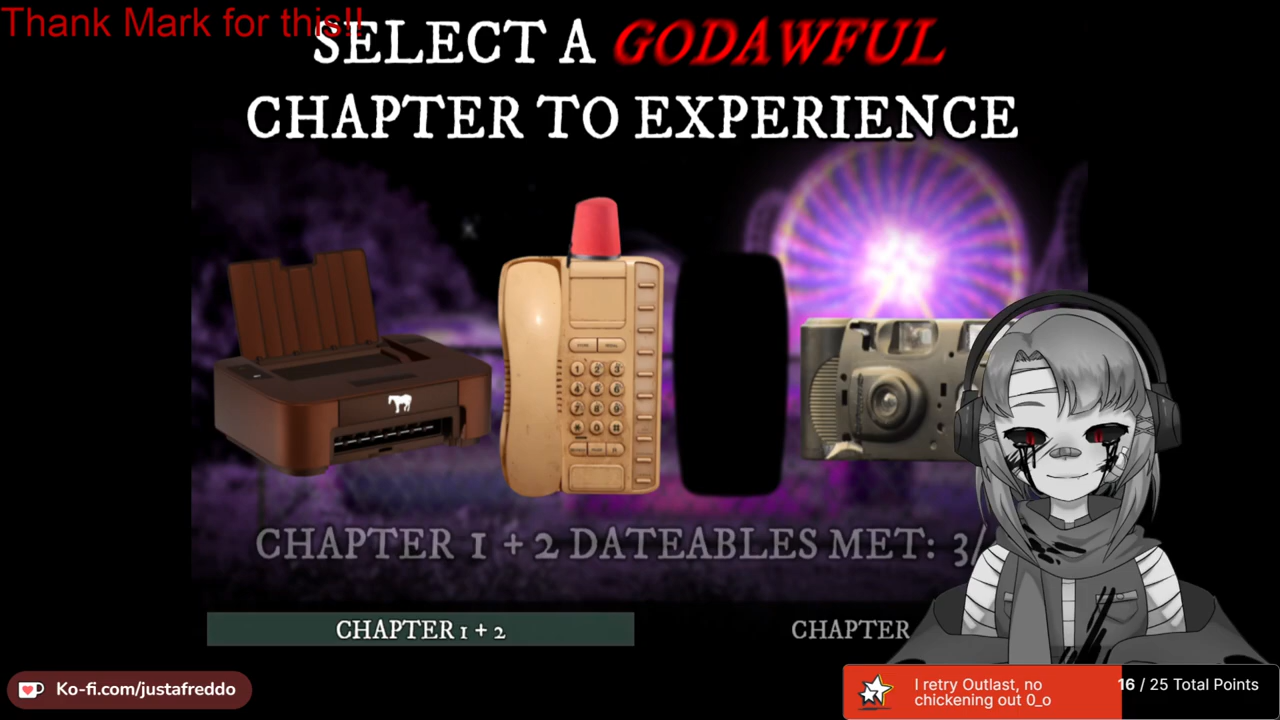 Thank Mark for this!!
SELECT A GODAWFUL
CHAPTER TO EXPERIENCE
CHAPTER 1 + 2 DATEABLES MET: 3/
CHAPTER 1 + 2
CHAPTER
Ko-fi.com/justafreddo
I retry Outlast, no
chickening out 0_o
16 / 25 Total Points